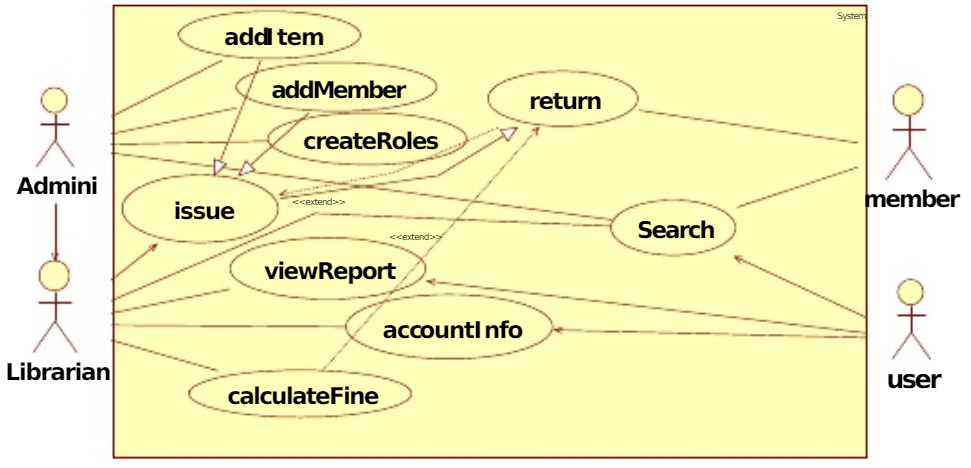 System
addItem
addMember
return
createRoles
Admini
member
issue
<<extend>>
Search
<<extend>>
viewReport
accountInfo
Librarian
user
calculateFine